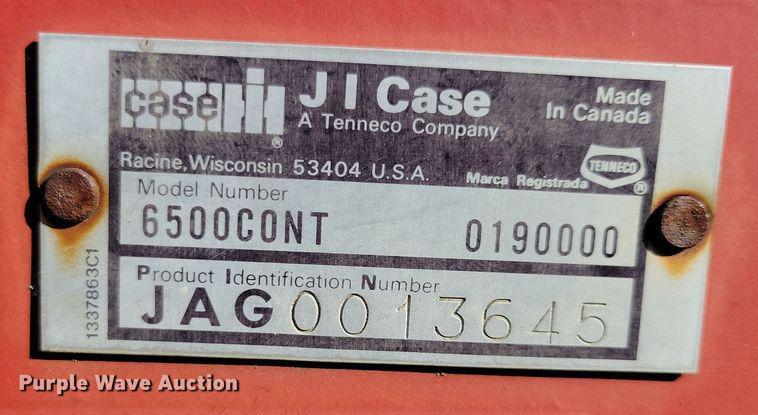 case IH ®
J I Case
A Tenneco Company
Made
In Canada
Racine, Wisconsin 53404 U.S.A.
Marca Registrada
TENNECO ®
Model Number
6500CONT 0190000
Product Identification Number
JAG0013645
1337863C1
Purple Wave Auction